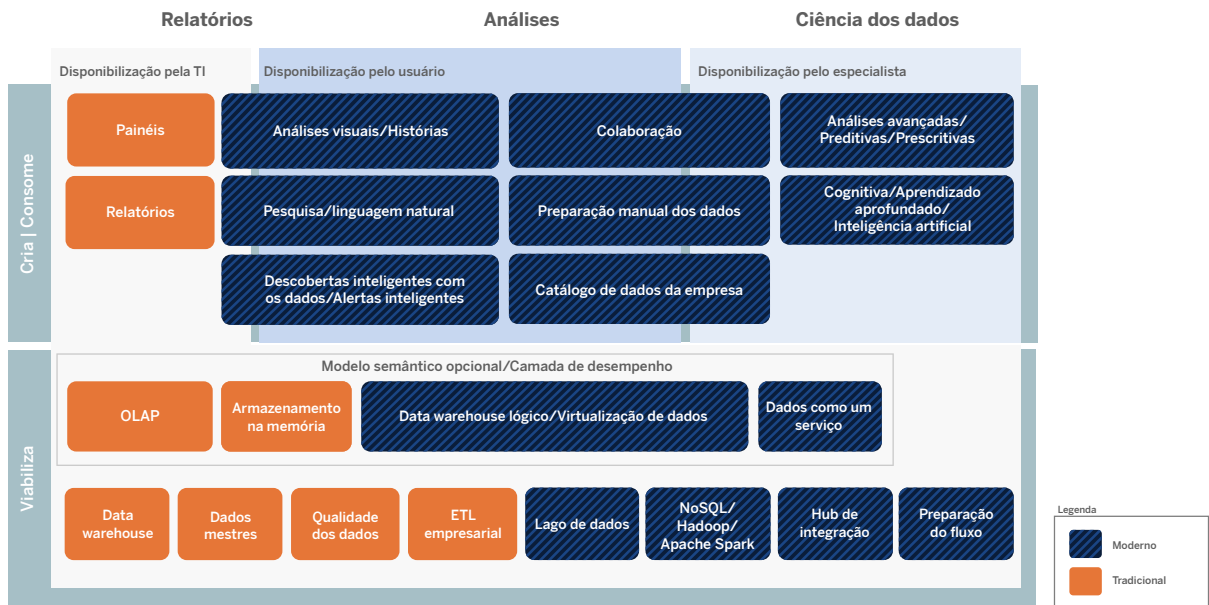 Relatórios
Análises
Ciência dos dados
Disponibilização pela TI
Disponibilização pelo usuário
Disponibilização pelo especialista
Cria | Consome
Painéis
Análises visuais/Histórias
Colaboração
Análises avançadas/
Preditivas/Prescritivas
Relatórios
Pesquisa/linguagem natural
Preparação manual dos dados
Cognitiva/Aprendizado
aprofundado/
Inteligência artificial
Descobertas inteligentes com
os dados/Alertas inteligentes
Catálogo de dados da empresa
Viabiliza
Modelo semântico opcional/Camada de desempenho
OLAP
Armazenamento
na memória
Data warehouse lógico/Virtualização de dados
Dados como um
serviço
Data
warehouse
Dados
mestres
Qualidade
dos dados
ETL
empresarial
Lago de dados
NoSQL/
Hadoop/
Apache Spark
Hub de
integração
Preparação
do fluxo
Legenda
Moderno
Tradicional